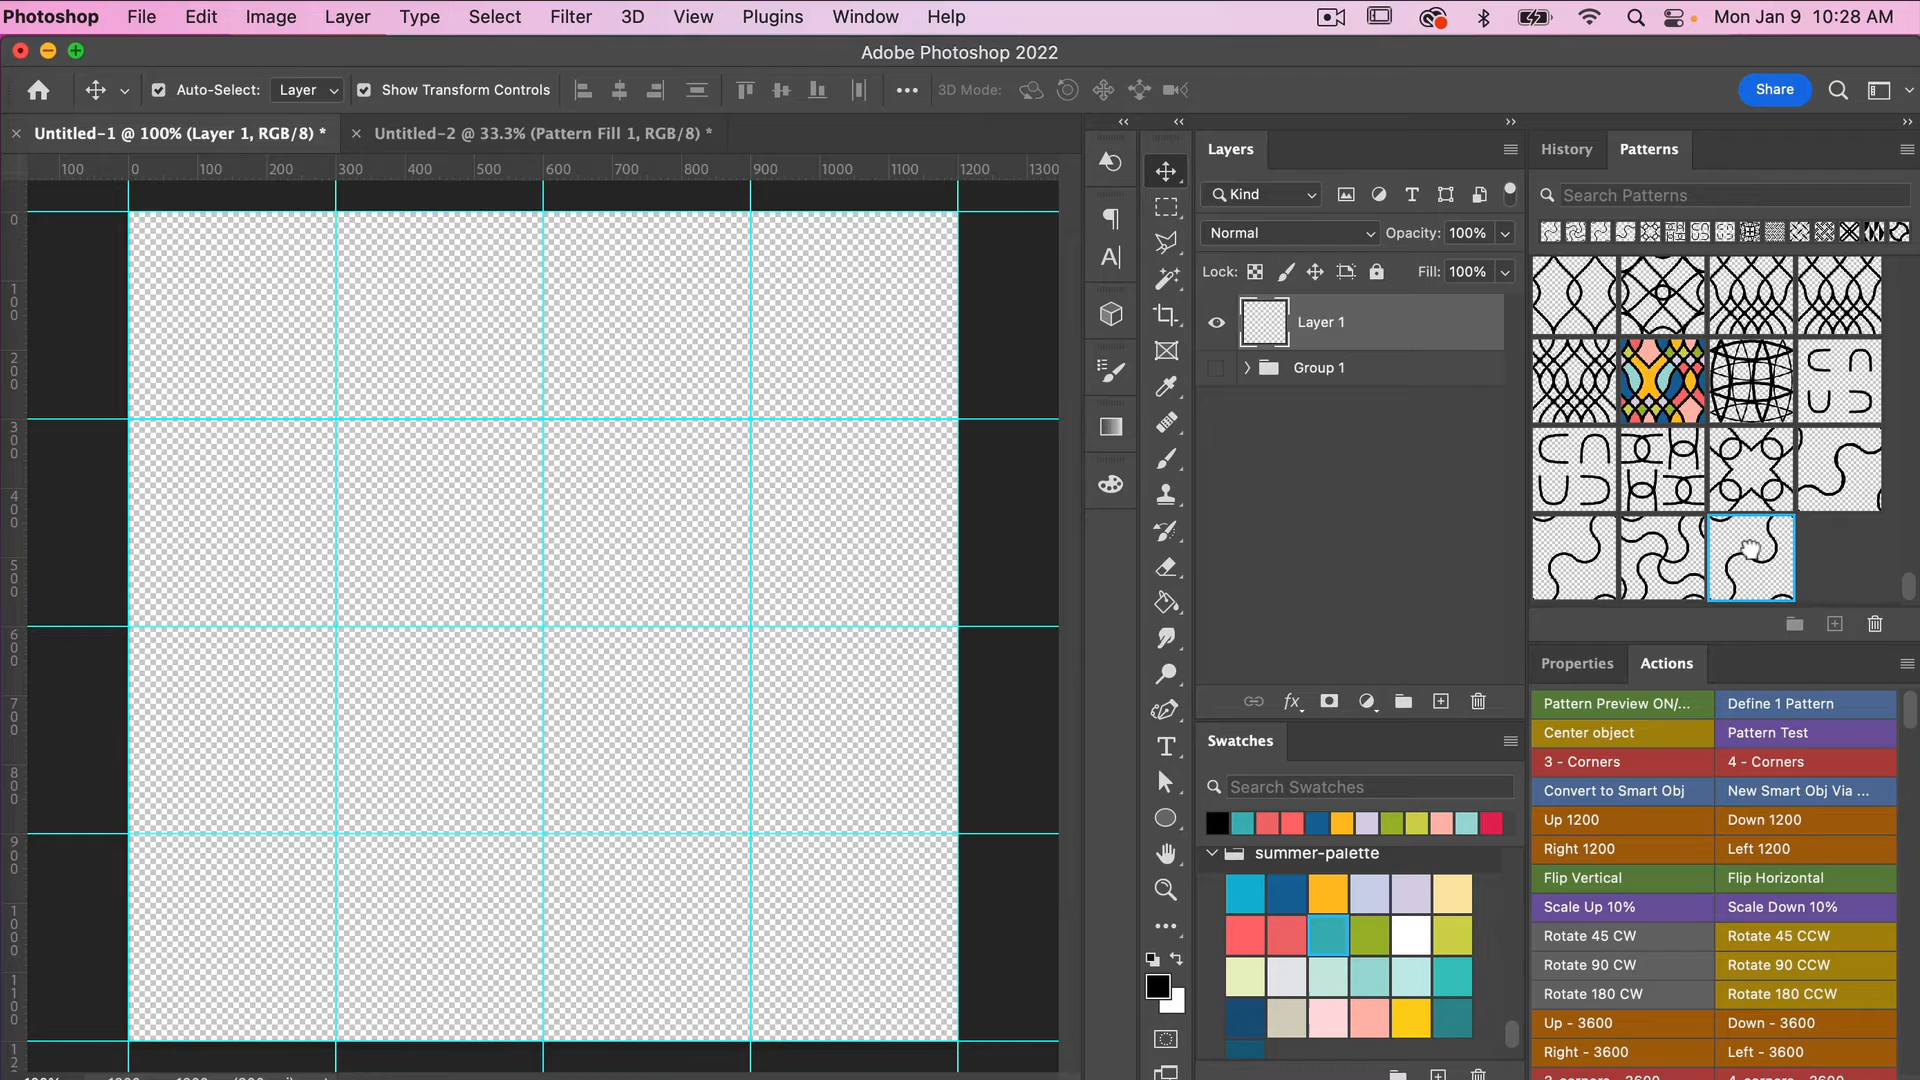 Photoshop File Edit Image Layer Type Select Filter 3D View Plugins Window Help Mon Jan 9 10:28 AM
Adobe Photoshop 2022
Auto-Select: Layer Show Transform Controls ••• 3D Mode: Share
Untitled-1 @ 100% (Layer 1, RGB/8) * Untitled-2 @ 33.3% (Pattern Fill 1, RGB/8) *
100 0 100 200 300 400 500 600 700 800 900 1000 1100 1200 1300
0
100
200
300
400
500
600
700
800
900
1000
1100
12
Layers
Kind
Normal Opacity: 100%
Lock: Fill: 100%
Layer 1
Group 1
fx
Swatches
Search Swatches
summer-palette
History Patterns
Search Patterns
Properties Actions
Pattern Preview ON/... Define 1 Pattern
Center object Pattern Test
3 - Corners 4 - Corners
Convert to Smart Obj New Smart Obj Via ...
Up 1200 Down 1200
Right 1200 Left 1200
Flip Vertical Flip Horizontal
Scale Up 10% Scale Down 10%
Rotate 45 CW Rotate 45 CCW
Rotate 90 CW Rotate 90 CCW
Rotate 180 CW Rotate 180 CCW
Up - 3600 Down - 3600
Right - 3600 Left - 3600